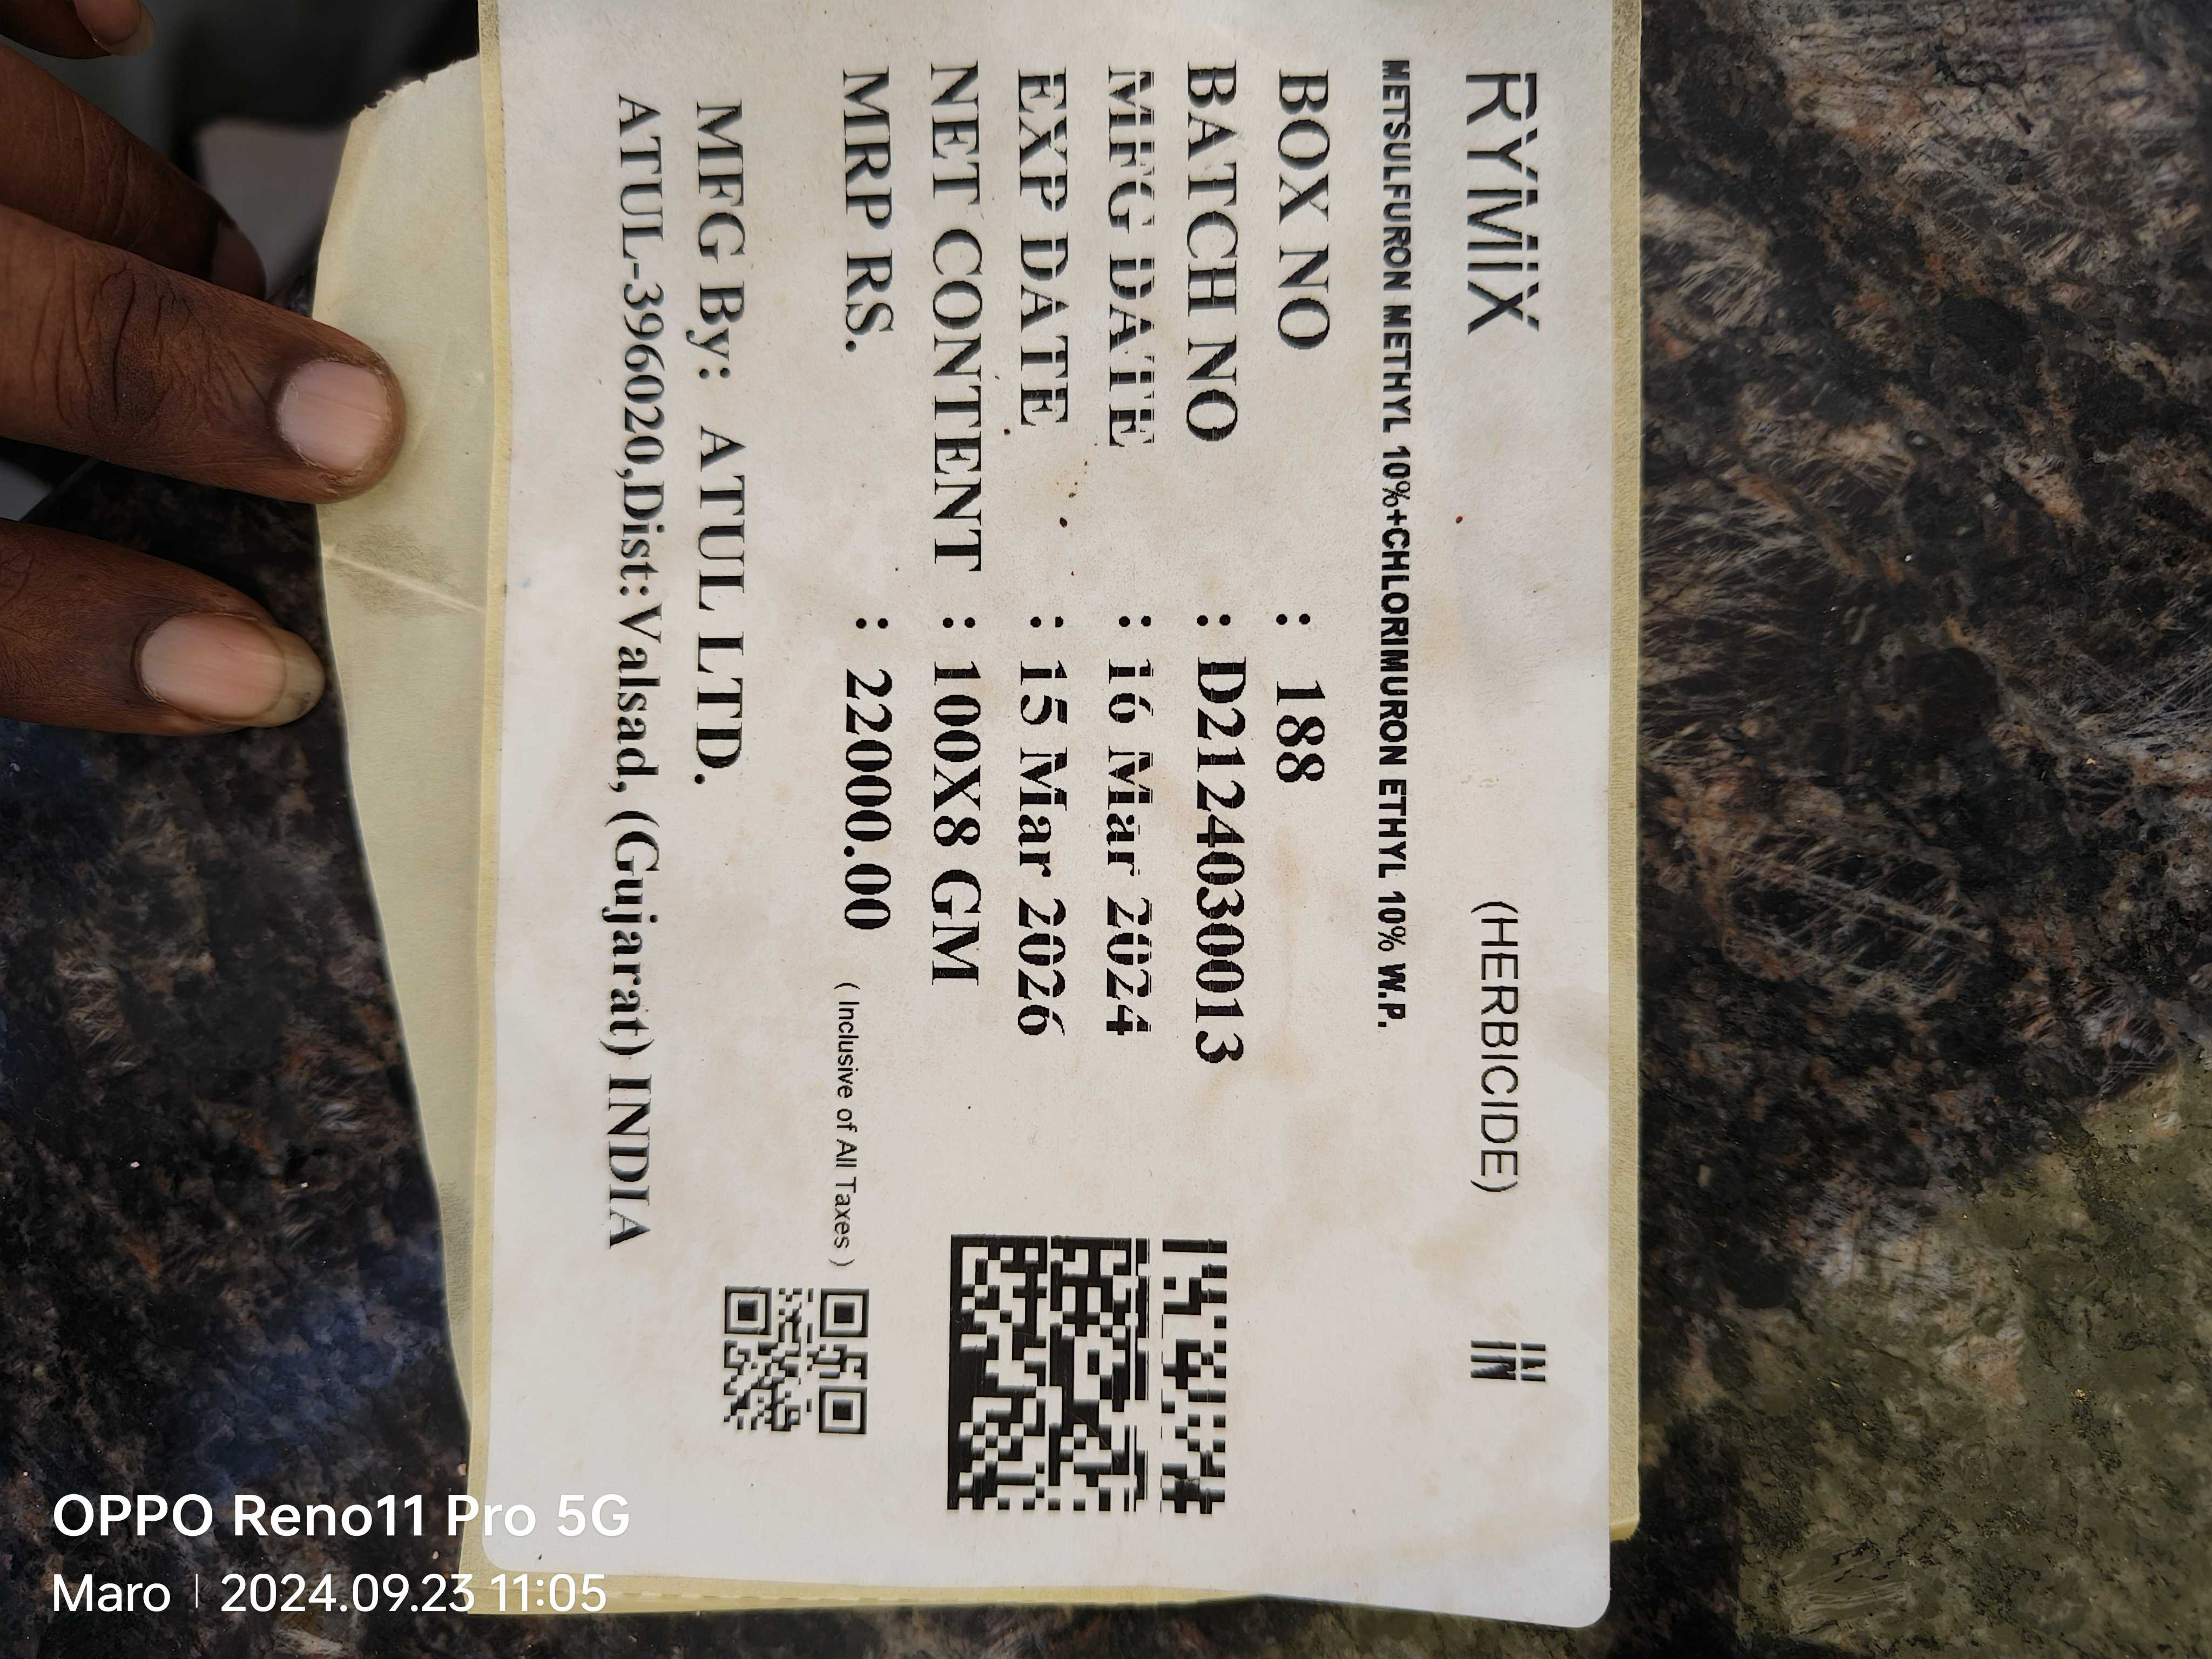 RYMIX (HERBICIDE) IN
METSULFURON METHYL 10%+CHLORIMURON ETHYL 10% W.P.
BOX NO : 188
BATCH NO : D2124030013
MFG DATE : 16 Mar 2024
EXP DATE : 15 Mar 2026
NET CONTENT : 100X8 GM
MRP RS. : 22000.00 ( Inclusive of All Taxes )
MFG By: ATUL LTD.
ATUL-396020,Dist:Valsad, (Gujarat) INDIA
OPPO Reno11 Pro 5G
Maro | 2024.09.23 11:05